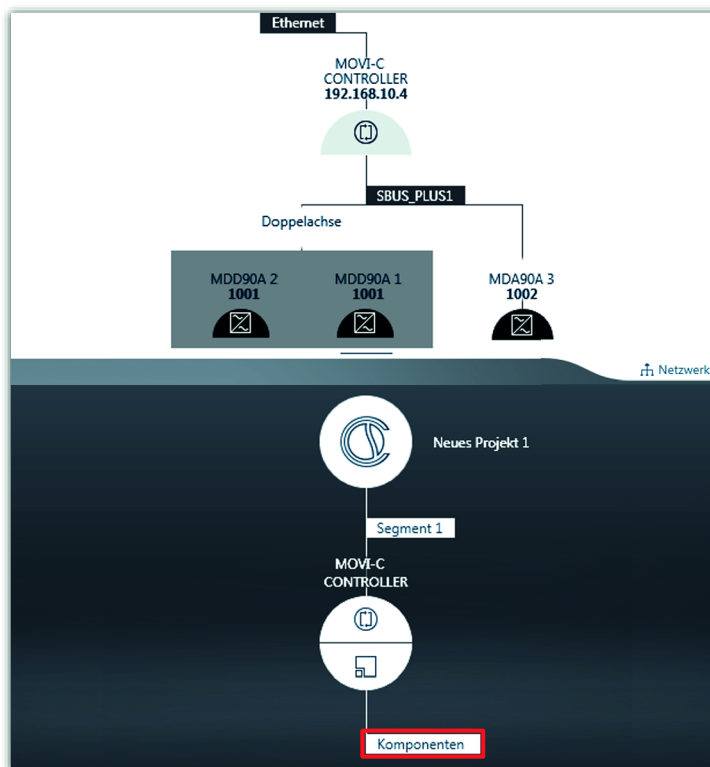 Ethernet
MOVI-C
CONTROLLER
192.168.10.4
SBUS_PLUS1
Doppelachse
MDD90A 2
1001
MDD90A 1
1001
MDA90A 3
1002
Netzwerk
Neues Projekt 1
Segment 1
MOVI-C
CONTROLLER
Komponenten